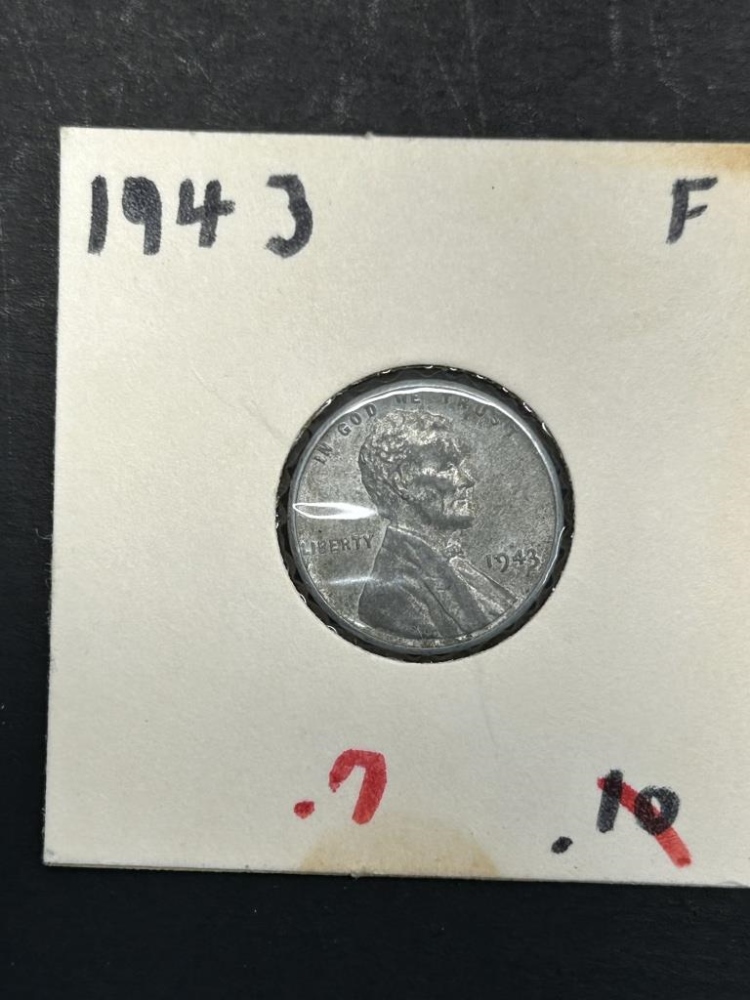 1943 F
IN GOD WE TRUST
LIBERTY 1943
.7 .10